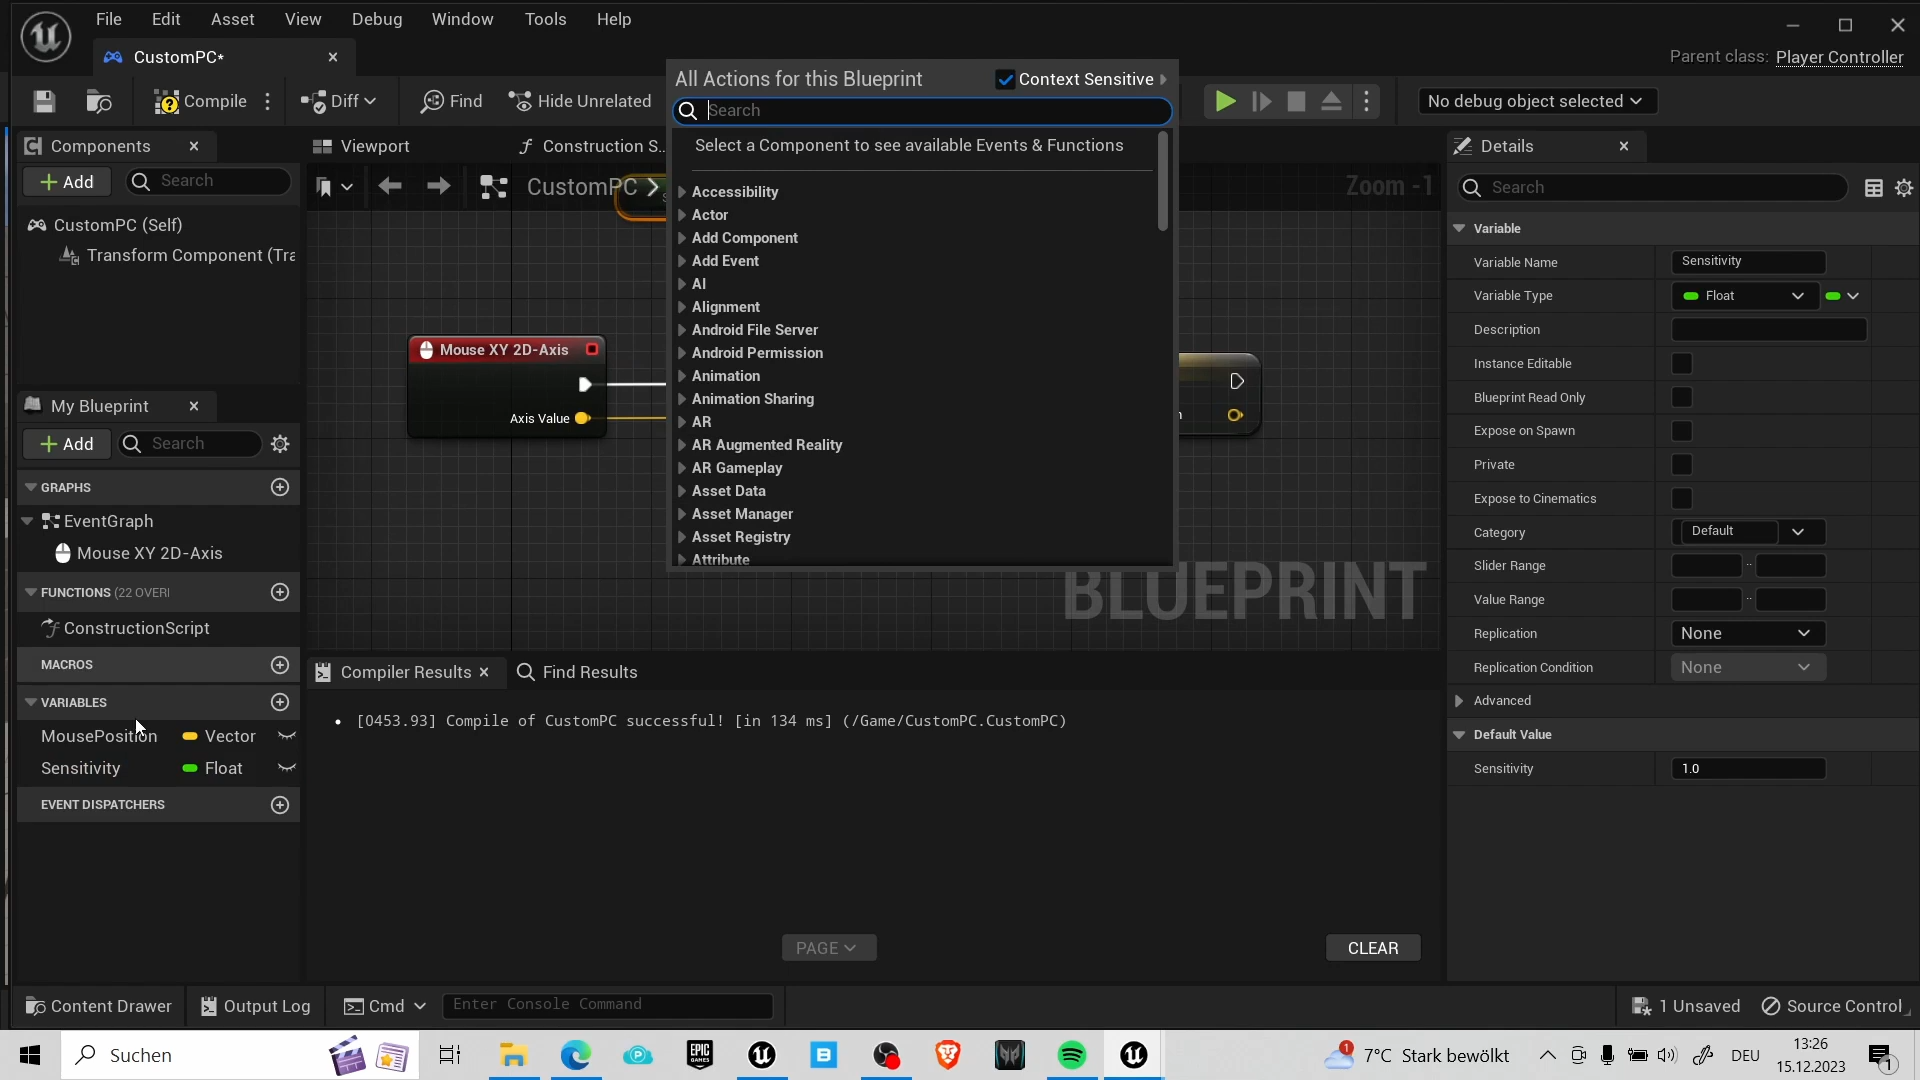 File Edit Asset View Debug Window Tools Help
CustomPC*
Parent class: Player Controller
Compile Diff Find Hide Unrelated
No debug object selected
All Actions for this Blueprint
Context Sensitive
Search
Select a Component to see available Events & Functions
Accessibility
Actor
Add Component
Add Event
AI
Alignment
Android File Server
Android Permission
Animation
Animation Sharing
AR
AR Augmented Reality
AR Gameplay
Asset Data
Asset Manager
Asset Registry
Attribute
Components
Add Search
CustomPC (Self)
Transform Component (Tra
My Blueprint
Add Search
GRAPHS
EventGraph
Mouse XY 2D-Axis
FUNCTIONS (22 OVERI
ConstructionScript
MACROS
VARIABLES
MousePosition Vector
Sensitivity Float
EVENT DISPATCHERS
Viewport Construction S...
CustomPC
Zoom -1
Mouse XY 2D-Axis
Axis Value
BLUEPRINT
Compiler Results Find Results
[0453.93] Compile of CustomPC successful! [in 134 ms] (/Game/CustomPC.CustomPC)
PAGE
CLEAR
Details
Search
Variable
Variable Name Sensitivity
Variable Type Float
Description
Instance Editable
Blueprint Read Only
Expose on Spawn
Private
Expose to Cinematics
Category Default
Slider Range
Value Range
Replication None
Replication Condition None
Advanced
Default Value
Sensitivity 1.0
Content Drawer Output Log Cmd Enter Console Command
1 Unsaved Source Control
Suchen
EPIC GAMES
1
7°C Stark bewölkt
DEU
13:26
15.12.2023
1